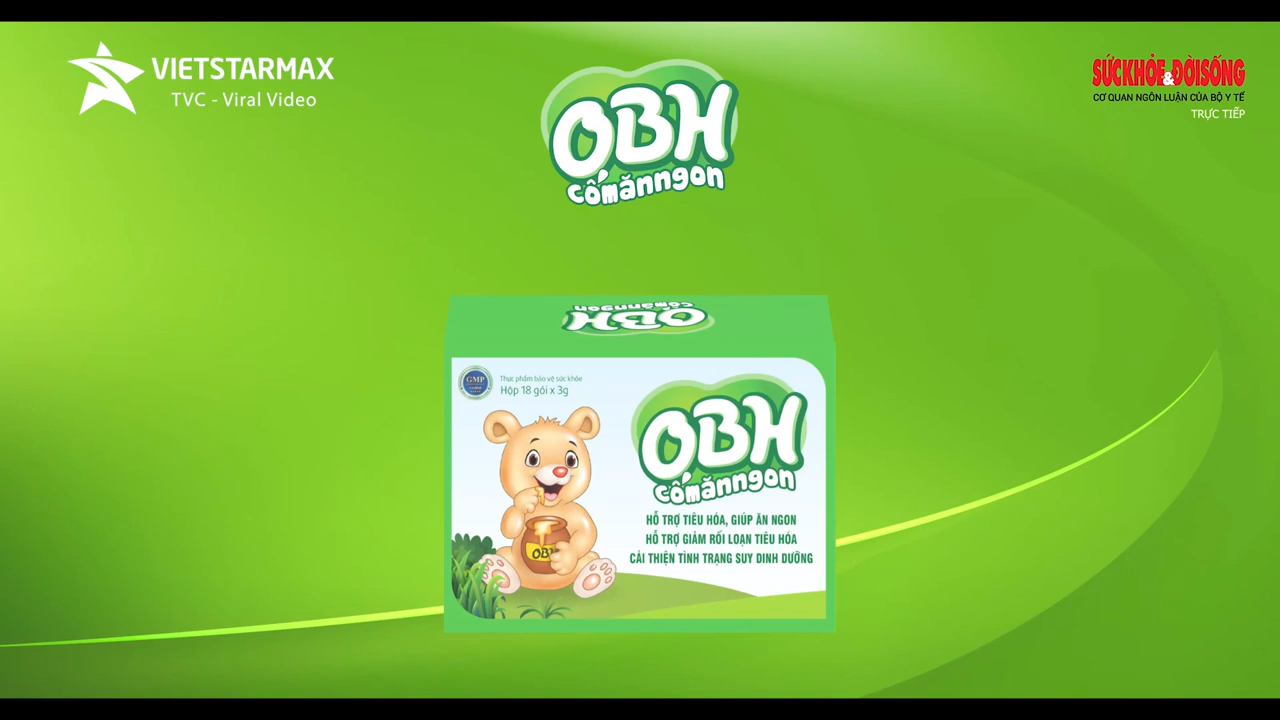 VIETSTARMAX
TVC - Viral Video
OBH
cốmănngon
SỨCKHỎE&ĐỜISỐNG
CƠ QUAN NGÔN LUẬN CỦA BỘ Y TẾ
TRỰC TIẾP
cốmănngon
OBH
GMP
Thực phẩm bảo vệ sức khỏe
Hộp 18 gói x 3g
OBH
cốmănngon
HỖ TRỢ TIÊU HÓA, GIÚP ĂN NGON
HỖ TRỢ GIẢM RỐI LOẠN TIÊU HÓA
CẢI THIỆN TÌNH TRẠNG SUY DINH DƯỠNG
OBH